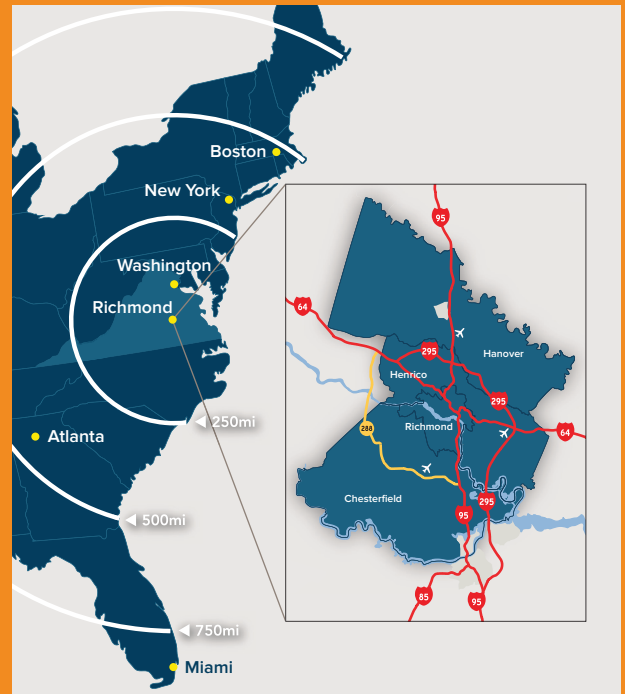 Boston
New York
Washington
Richmond
250mi
Atlanta
500mi
750mi
Miami
95
64
295
Hanover
Henrico
295
288
Richmond
64
Chesterfield
295
95
85
95